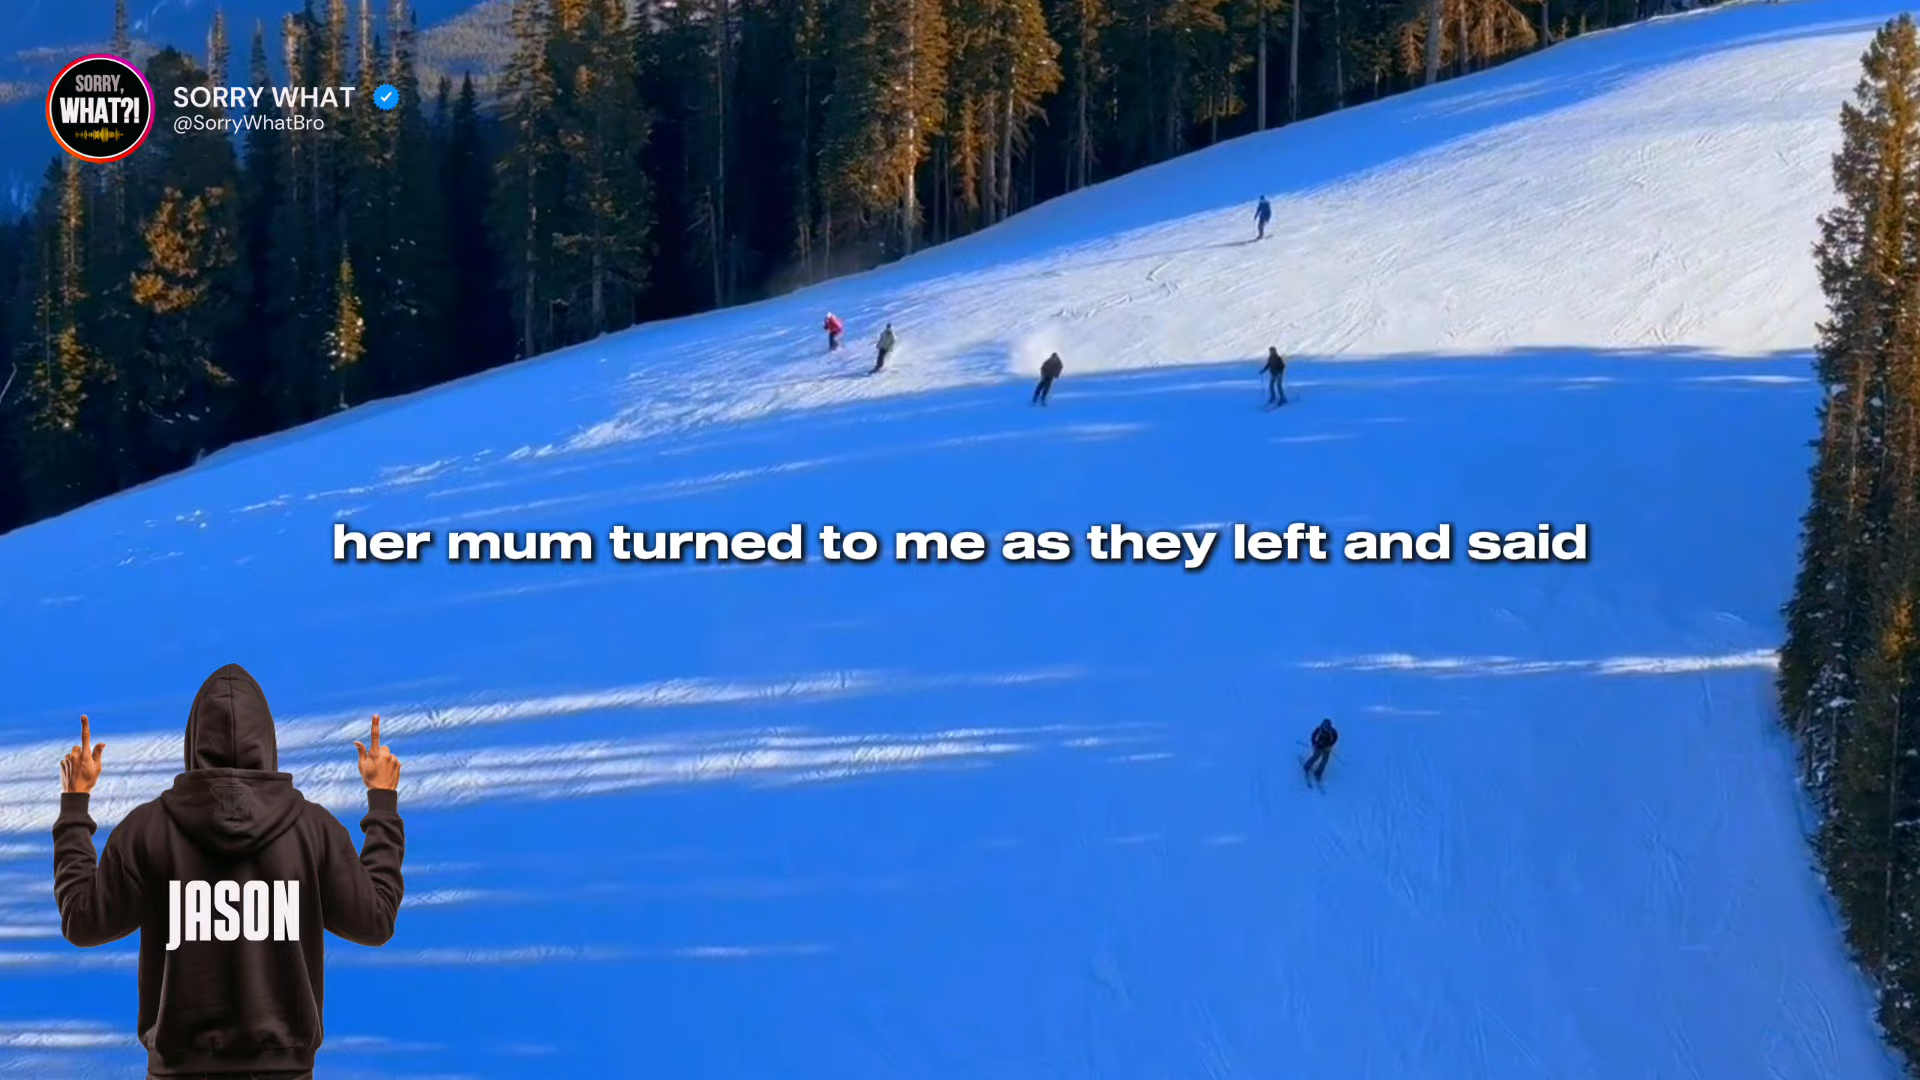 SORRY,
WHAT?!
SORRY WHAT
@SorryWhatBro
her mum turned to me as they left and said
JASON